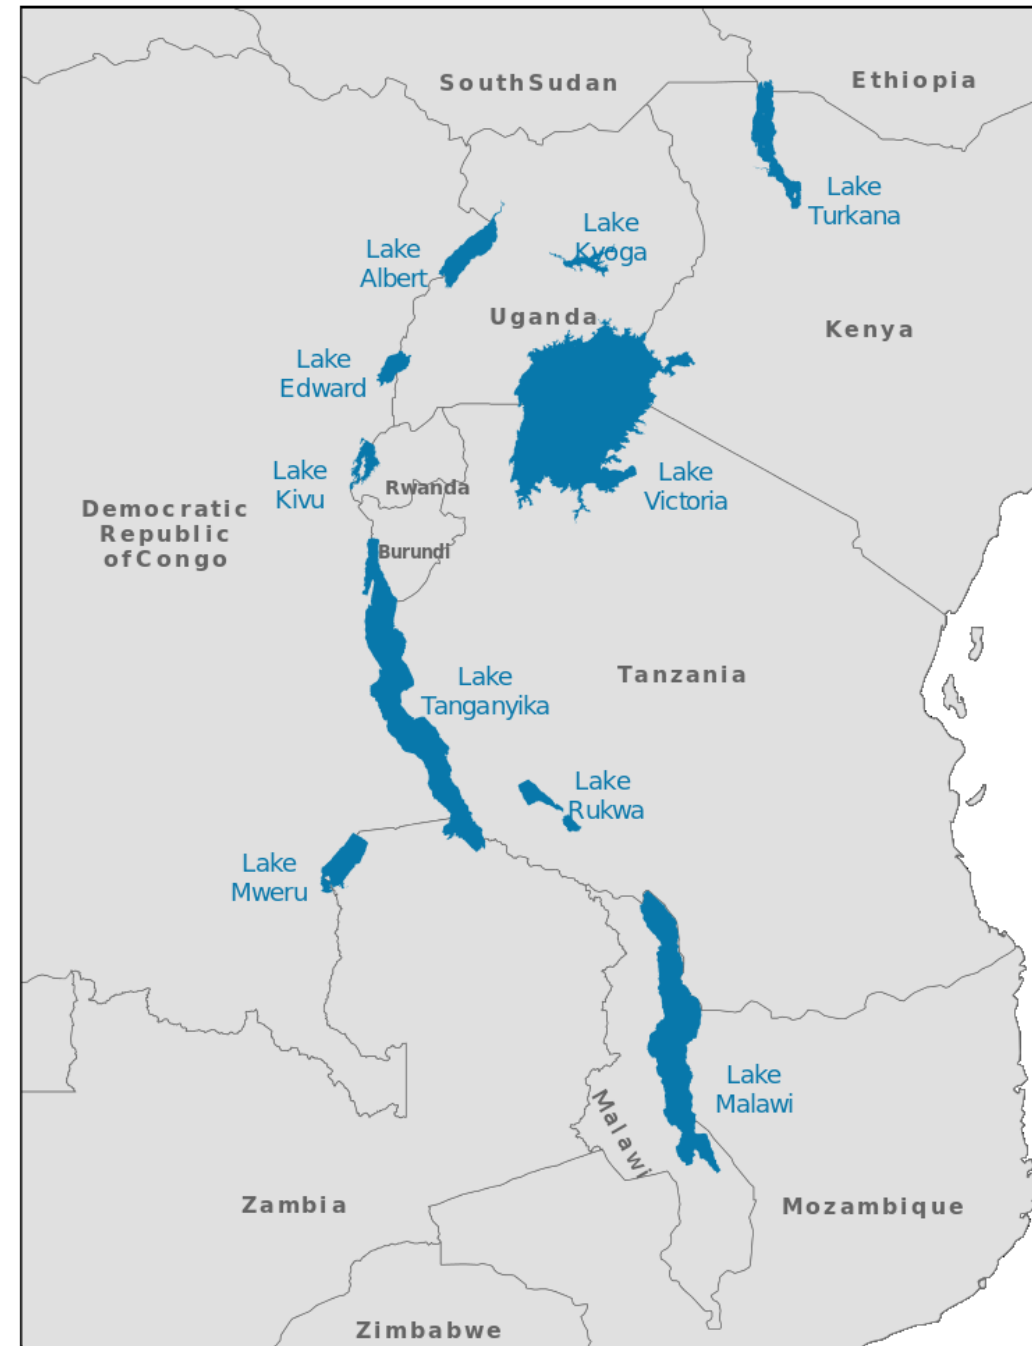 SouthSudan
Ethiopia
Lake
Turkana
Lake
Kyoga
Lake
Albert
Uganda
Kenya
Lake
Edward
Lake
Kivu
Rwanda
Lake
Victoria
Democratic
Republic
ofCongo
Burundi
Tanzania
Lake
Tanganyika
Lake
Rukwa
Lake
Mweru
Lake
Malawi
Malawi
Zambia
Mozambique
Zimbabwe